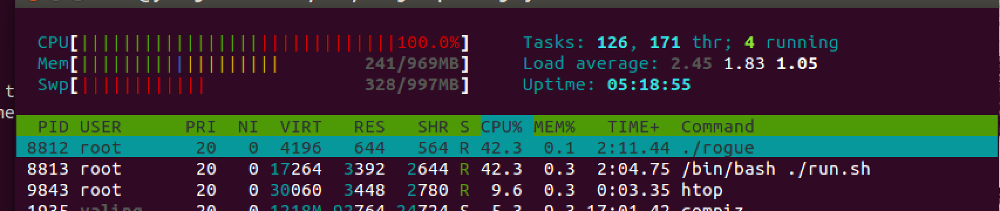 CPU[||||||||||||||||||||||||||||||100.0%] Tasks: 126, 171 thr; 4 running
Mem[||||||||||||||||||| 241/969MB] Load average: 2.45 1.83 1.05
Swp[|||||||||||| 328/997MB] Uptime: 05:18:55
t
ne
PID USER PRI NI VIRT RES SHR S CPU% MEM% TIME+ Command
8812 root 20 0 4196 644 564 R 42.3 0.1 2:11.44 ./rogue
8813 root 20 0 17264 3392 2644 R 42.3 0.3 2:04.75 /bin/bash ./run.sh
9843 root 20 0 30060 3448 2780 R 9.6 0.3 0:03.35 htop
1935 yaling 20 0 1218M 92764 24724 S 5.3 9.3 17:01.42 compiz